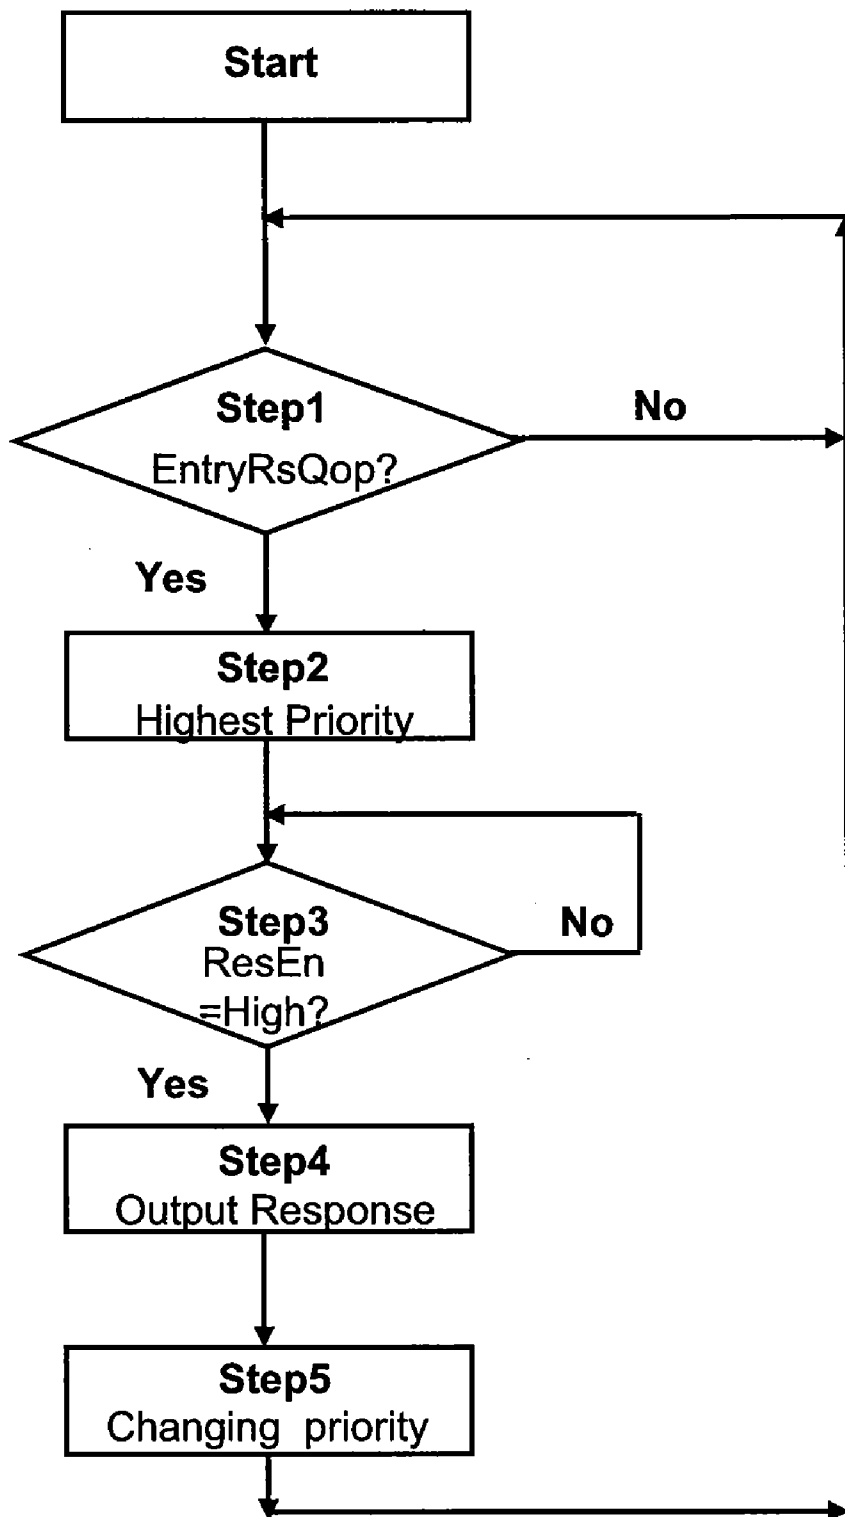 Start
Step1
No
EntryRsQop?
Yes
Step2
Highest Priority
Step3
No
ResEn
=High?
Yes
Step4
Output Response
Step5
Changing priority